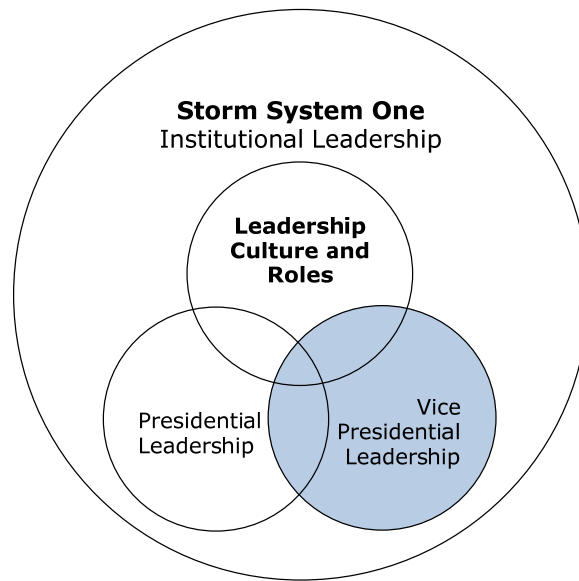 Storm System One
Institutional Leadership
Leadership
Culture and
Roles
Presidential
Leadership
Vice
Presidential
Leadership